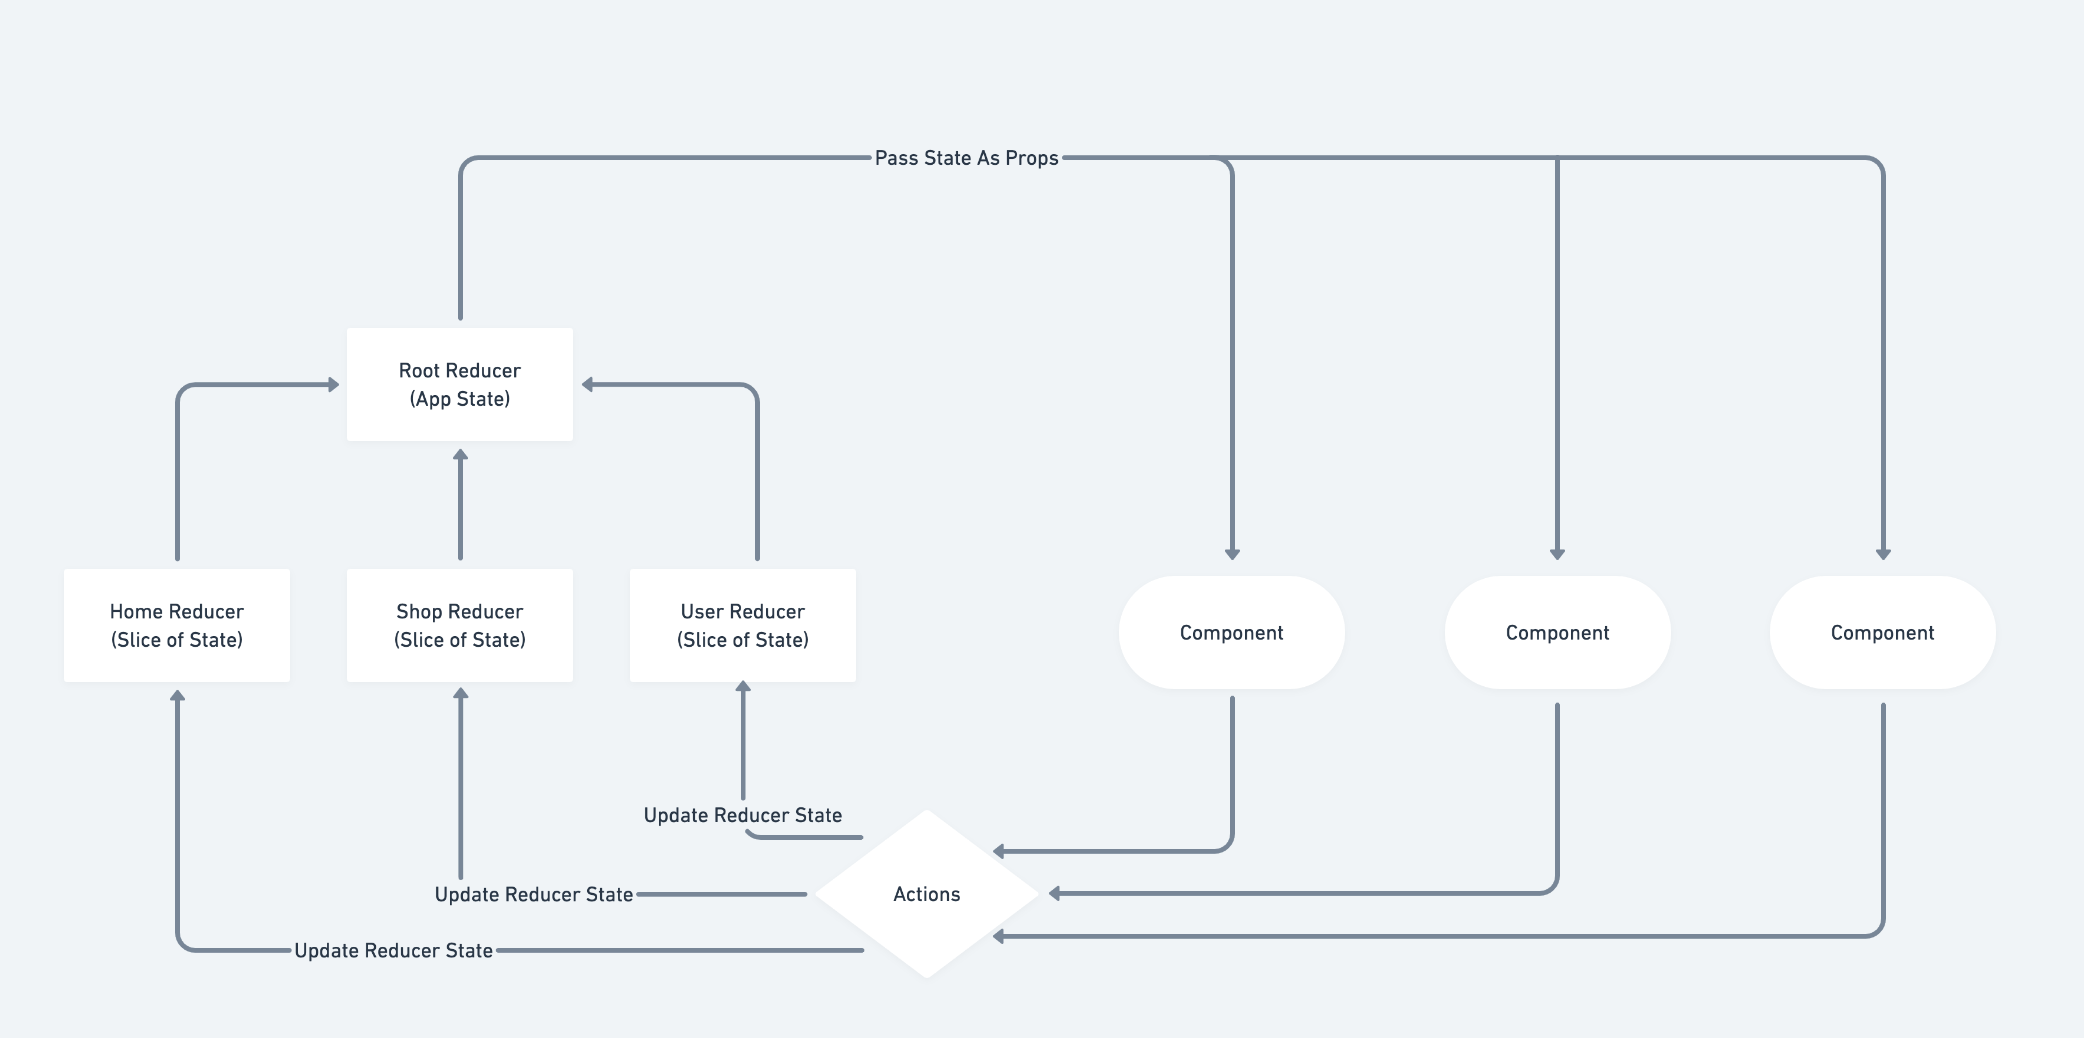 Pass State As Props
Root Reducer
(App State)
Home Reducer
(Slice of State)
Shop Reducer
(Slice of State)
User Reducer
(Slice of State)
Component
Component
Component
Update Reducer State
Update Reducer State
Actions
Update Reducer State